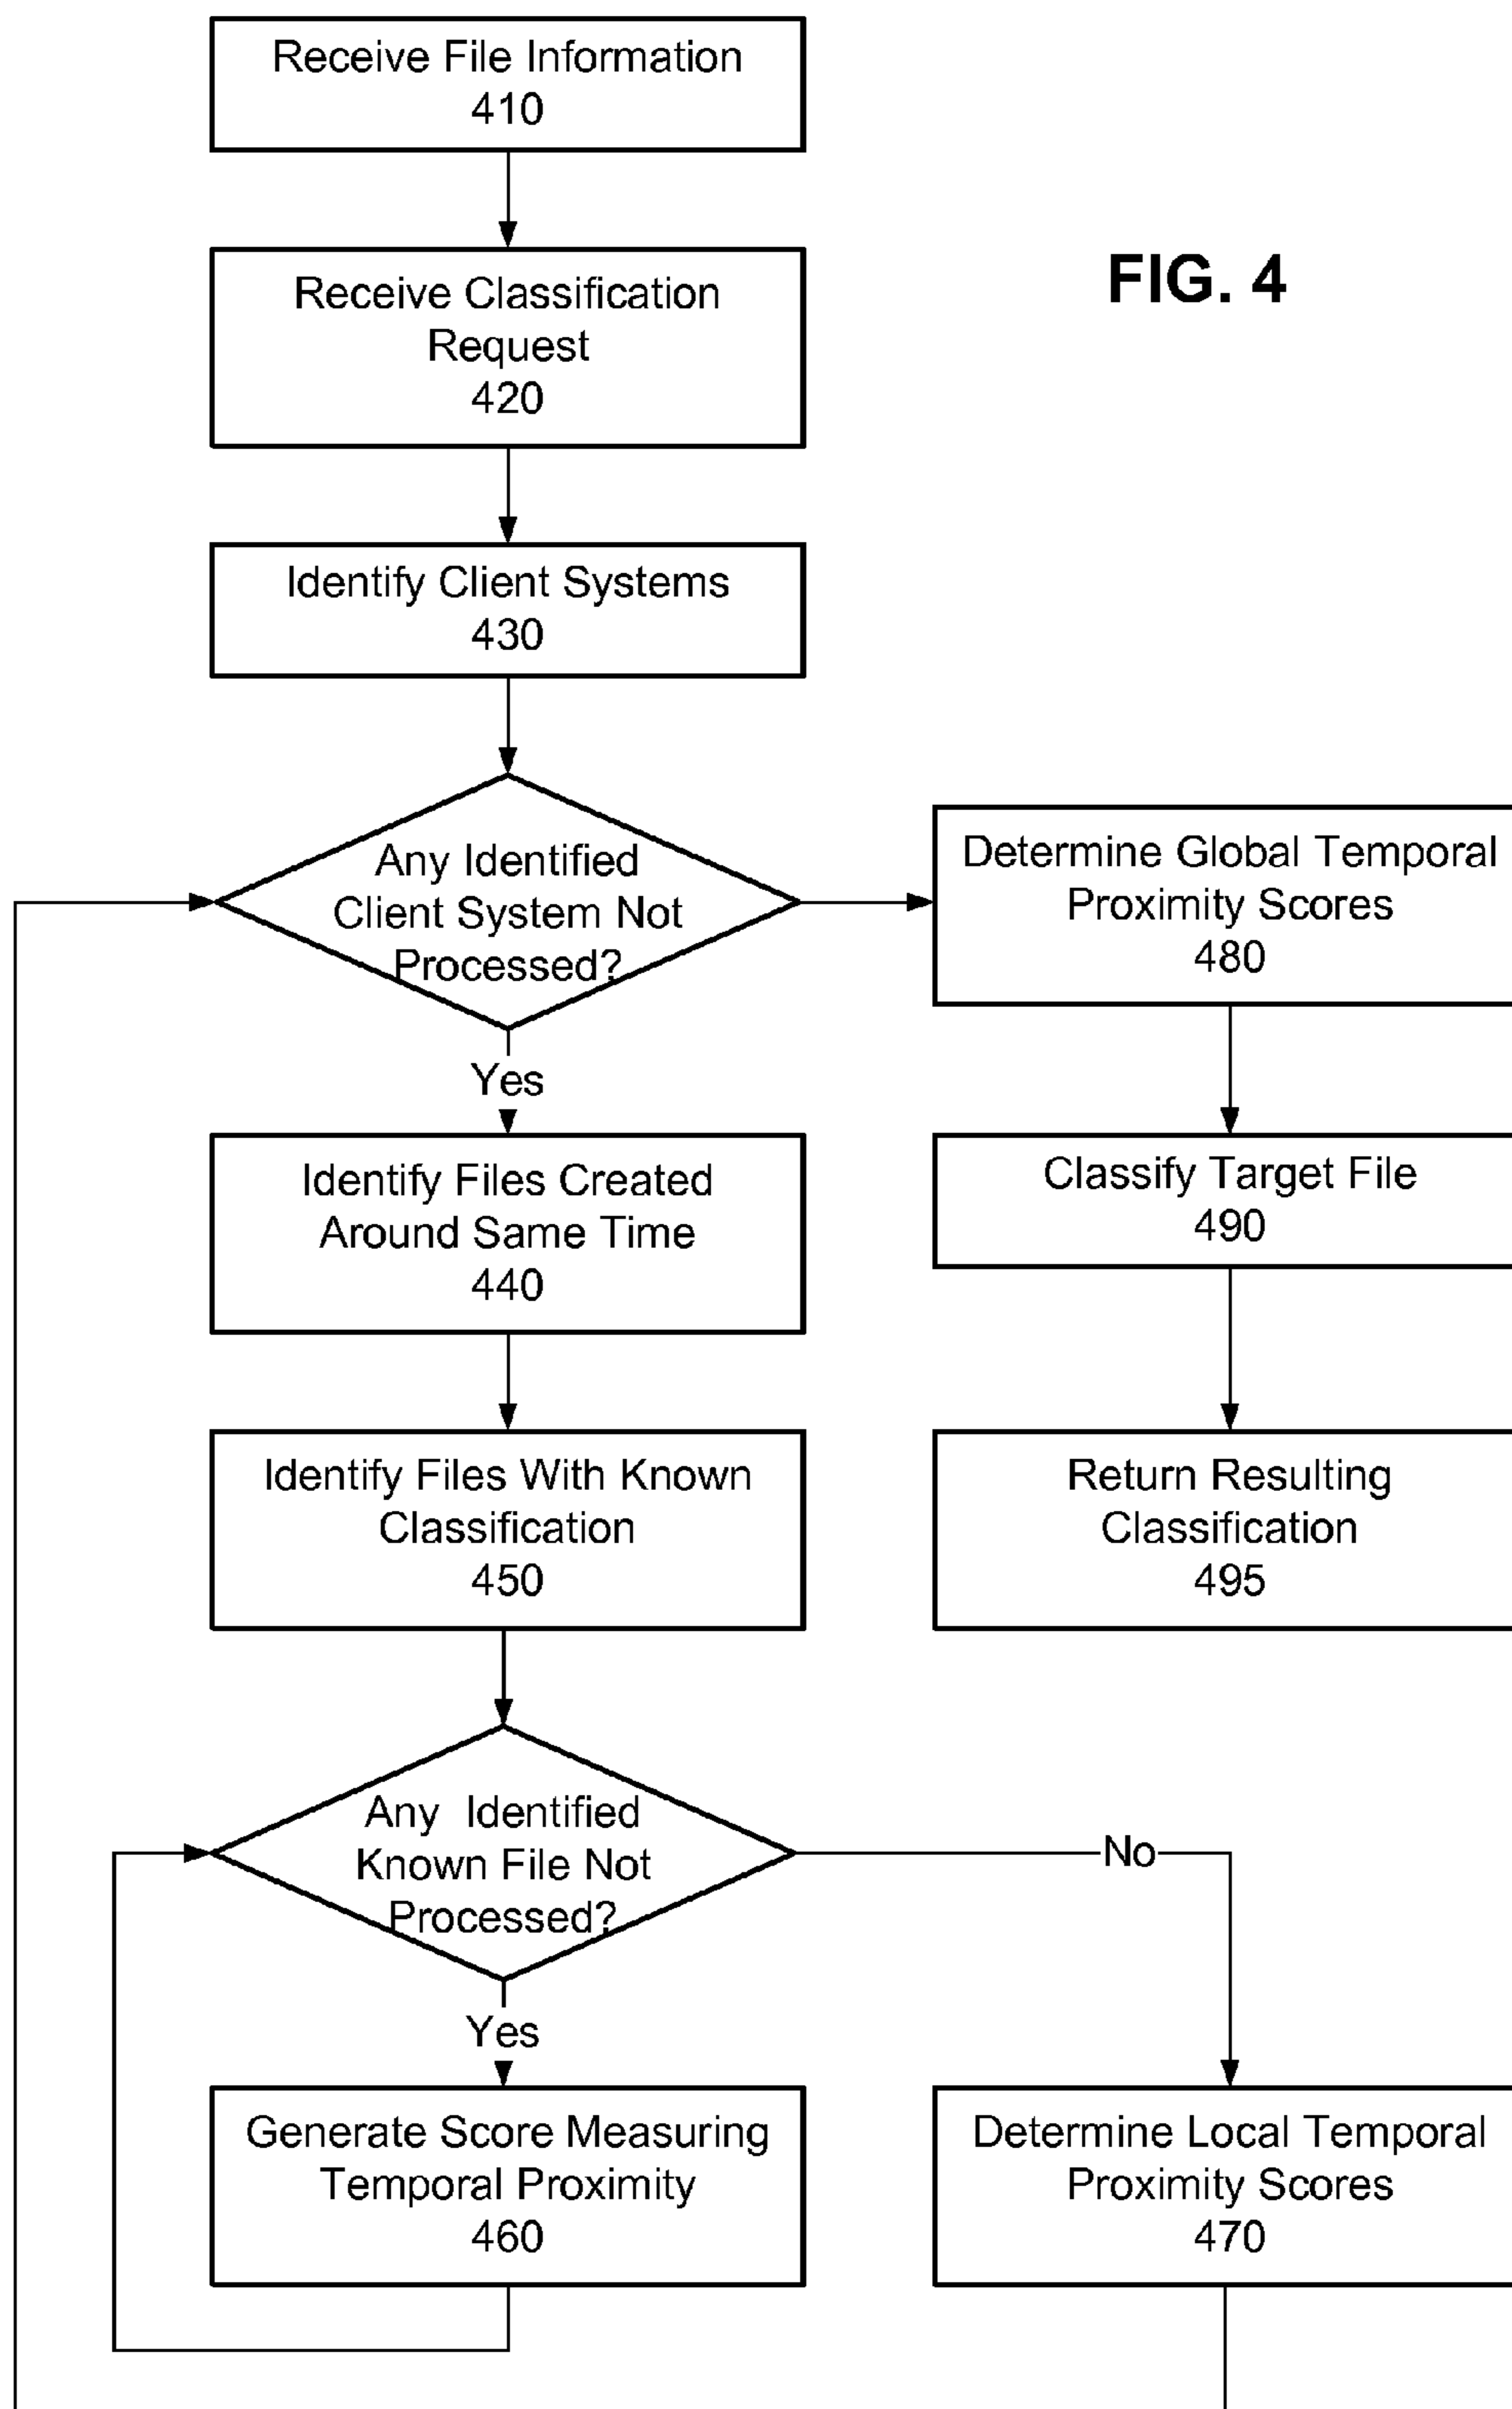 Receive File Information
410
FIG. 4
Receive Classification
Request
420
Identify Client Systems
430
Any Identified
Client System Not
Processed?
Determine Global Temporal
Proximity Scores
480
Yes
Identify Files Created
Around Same Time
440
Classify Target File
490
Identify Files With Known
Classification
450
Return Resulting
Classification
495
Any  Identified
Known File Not
Processed?
No
Yes
Generate Score Measuring
Temporal Proximity
460
Determine Local Temporal
Proximity Scores
470